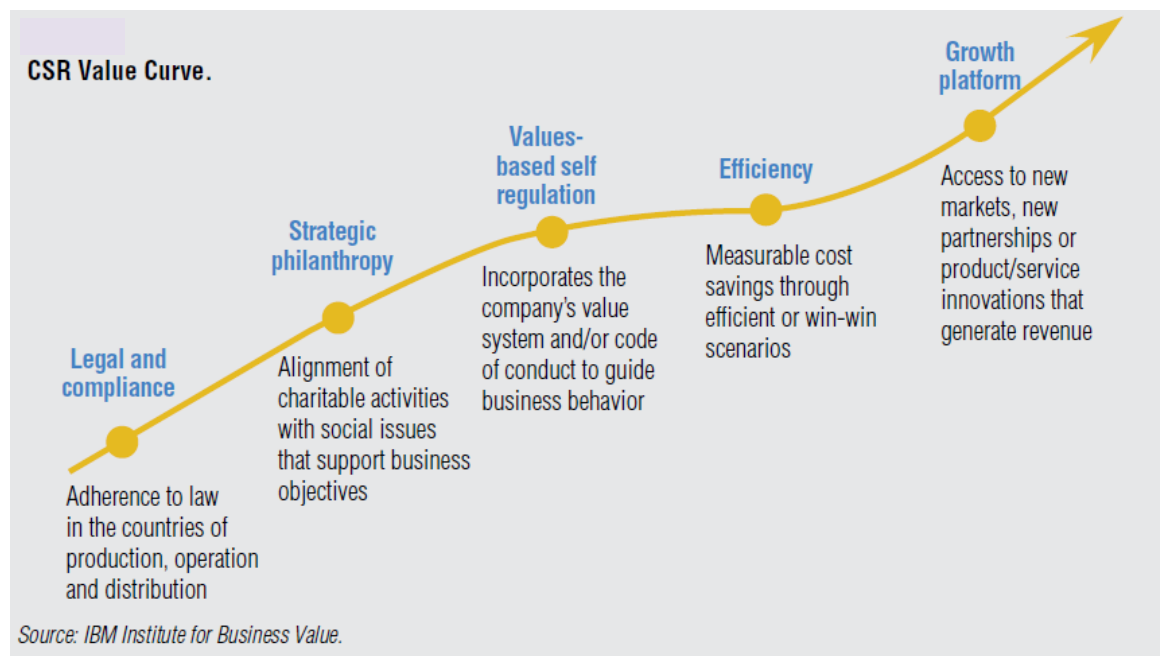 CSR Value Curve.
Legal and
compliance
Adherence to law
in the countries of
production, operation
and distribution
Strategic
philanthropy
Alignment of
charitable activities
with social issues
that support business
objectives
Values-
based self
regulation
Incorporates the
company's value
system and/or code
of conduct to guide
business behavior
Efficiency
Measurable cost
savings through
efficient or win-win
scenarios
Growth
platform
Access to new
markets, new
partnerships or
product/service
innovations that
generate revenue
Source: IBM Institute for Business Value.